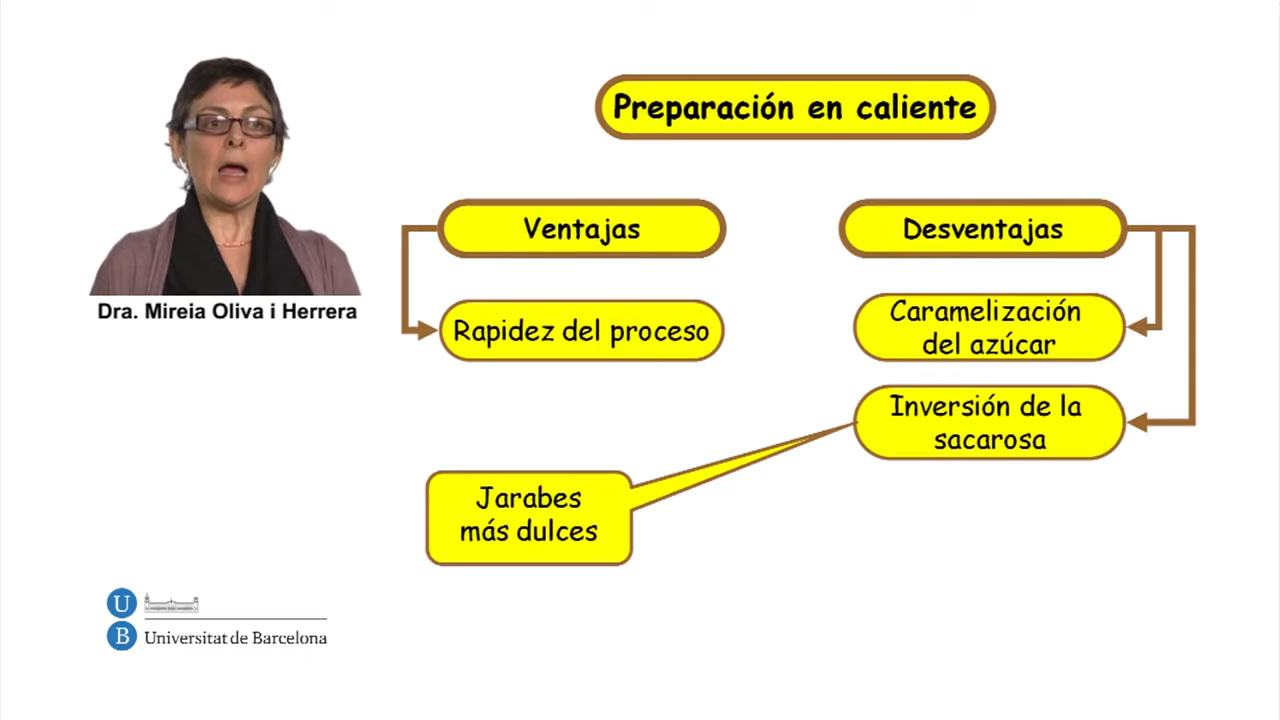 Preparación en caliente
Ventajas
Desventajas
Dra. Mireia Oliva i Herrera
Rapidez del proceso
Caramelización
del azúcar
Inversión de la
sacarosa
Jarabes
más dulces
U
B
Universitat de Barcelona